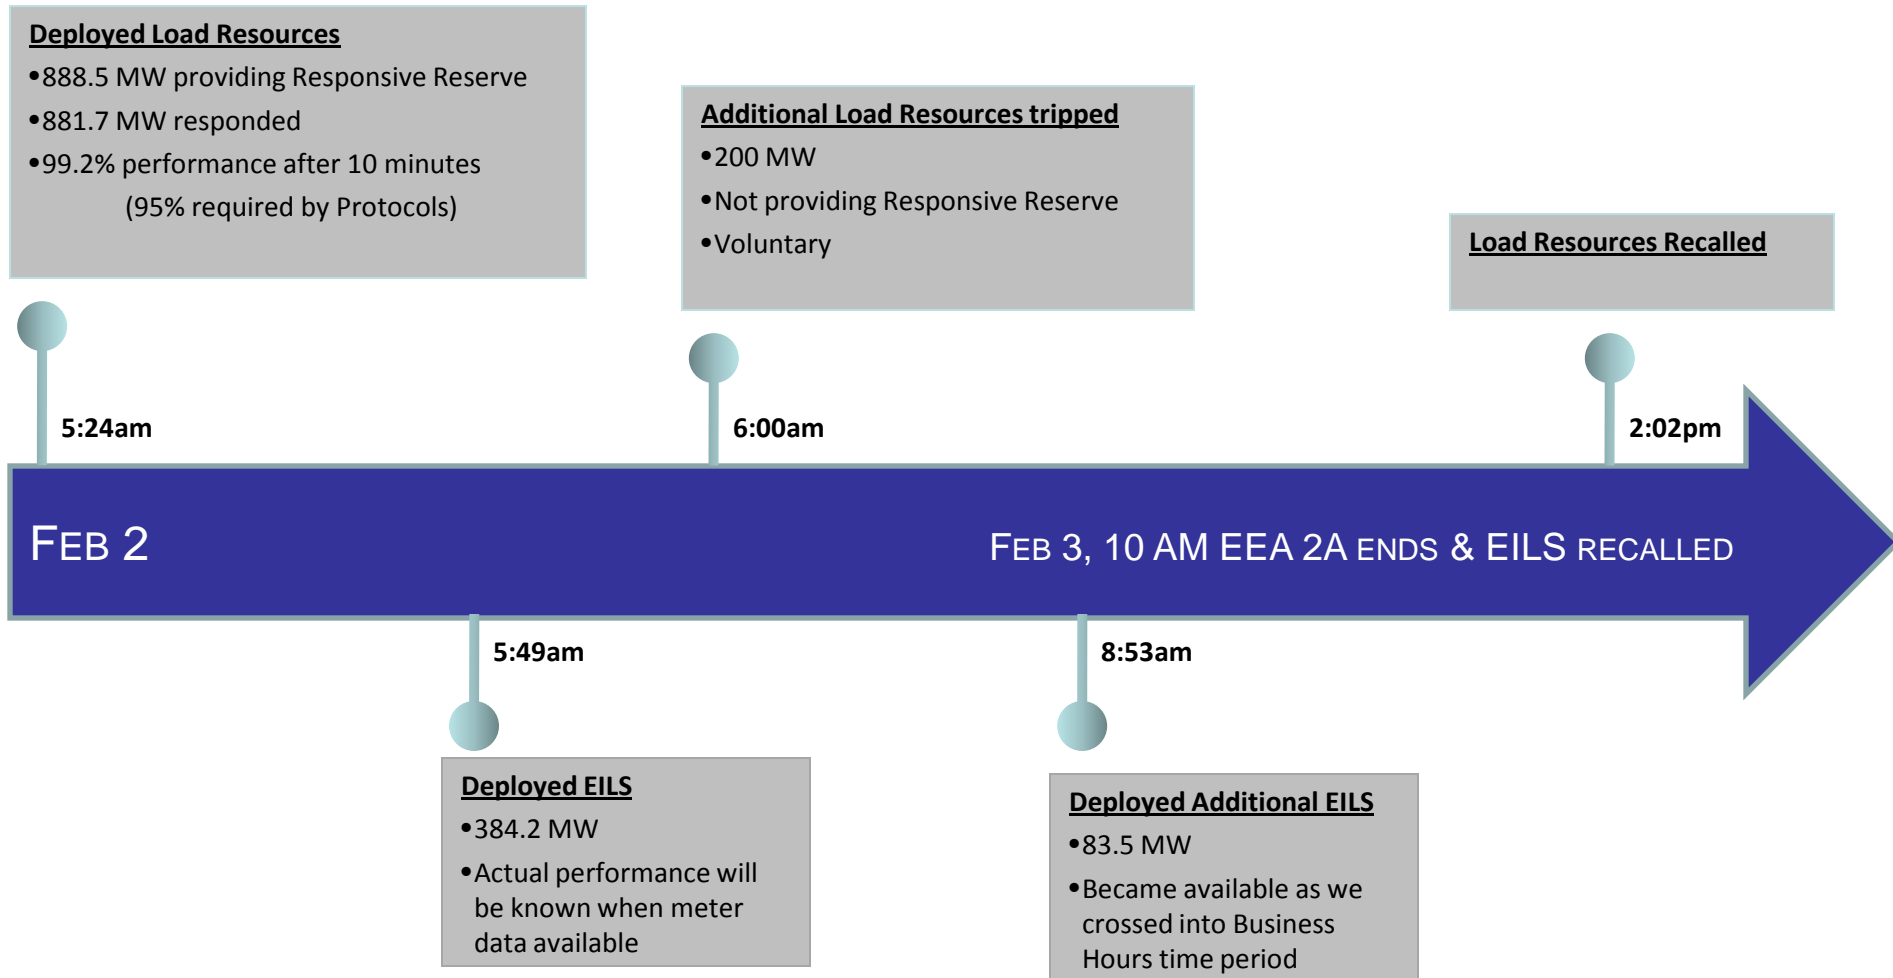 Deployed Load Resources
•888.5 MW providing Responsive Reserve
•881.7 MW responded
•99.2% performance after 10 minutes
(95% required by Protocols)
Additional Load Resources tripped
•200 MW
•Not providing Responsive Reserve
•Voluntary
Load Resources Recalled
5:24am
6:00am
2:02pm
FEB 2
FEB 3, 10 AM EEA 2A ENDS & EILS RECALLED
5:49am
8:53am
Deployed EILS
•384.2 MW
•Actual performance will
be known when meter
data available
Deployed Additional EILS
•83.5 MW
•Became available as we
crossed into Business
Hours time period